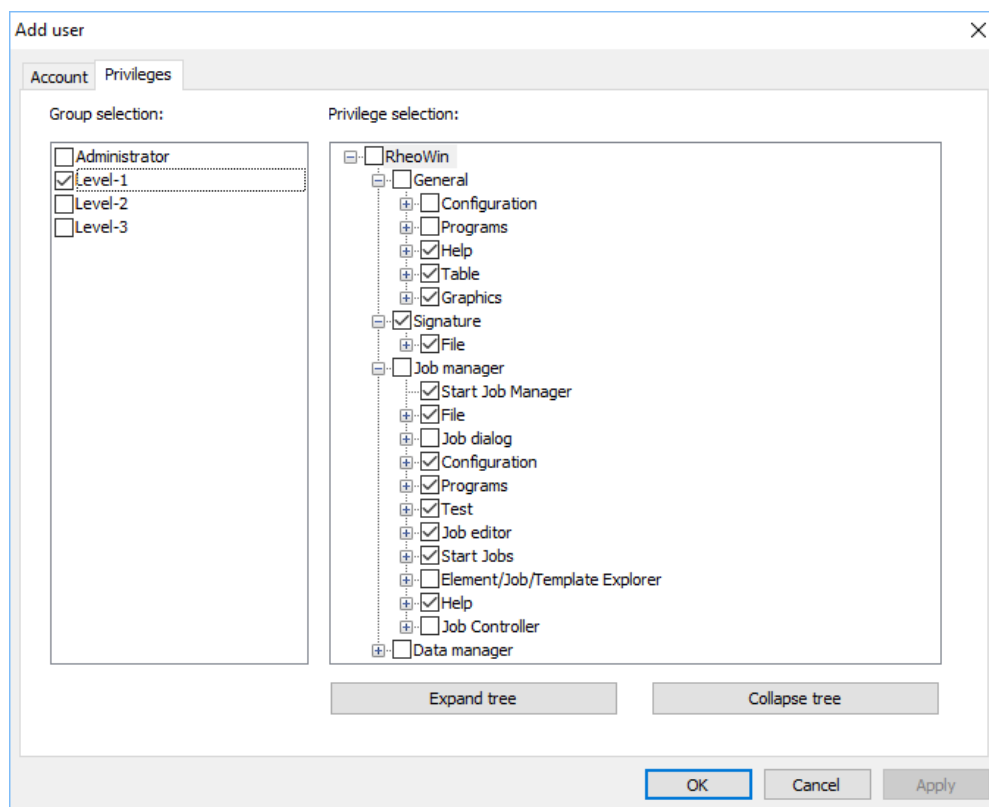 Add user
Account Privileges
Group selection:
Privilege selection:
Administrator
Level-1
Level-2
Level-3
RheoWin
General
Configuration
Programs
Help
Table
Graphics
Signature
File
Job manager
Start Job Manager
File
Job dialog
Configuration
Programs
Test
Job editor
Start Jobs
Element/Job/Template Explorer
Help
Job Controller
Data manager
Expand tree
Collapse tree
OK
Cancel
Apply